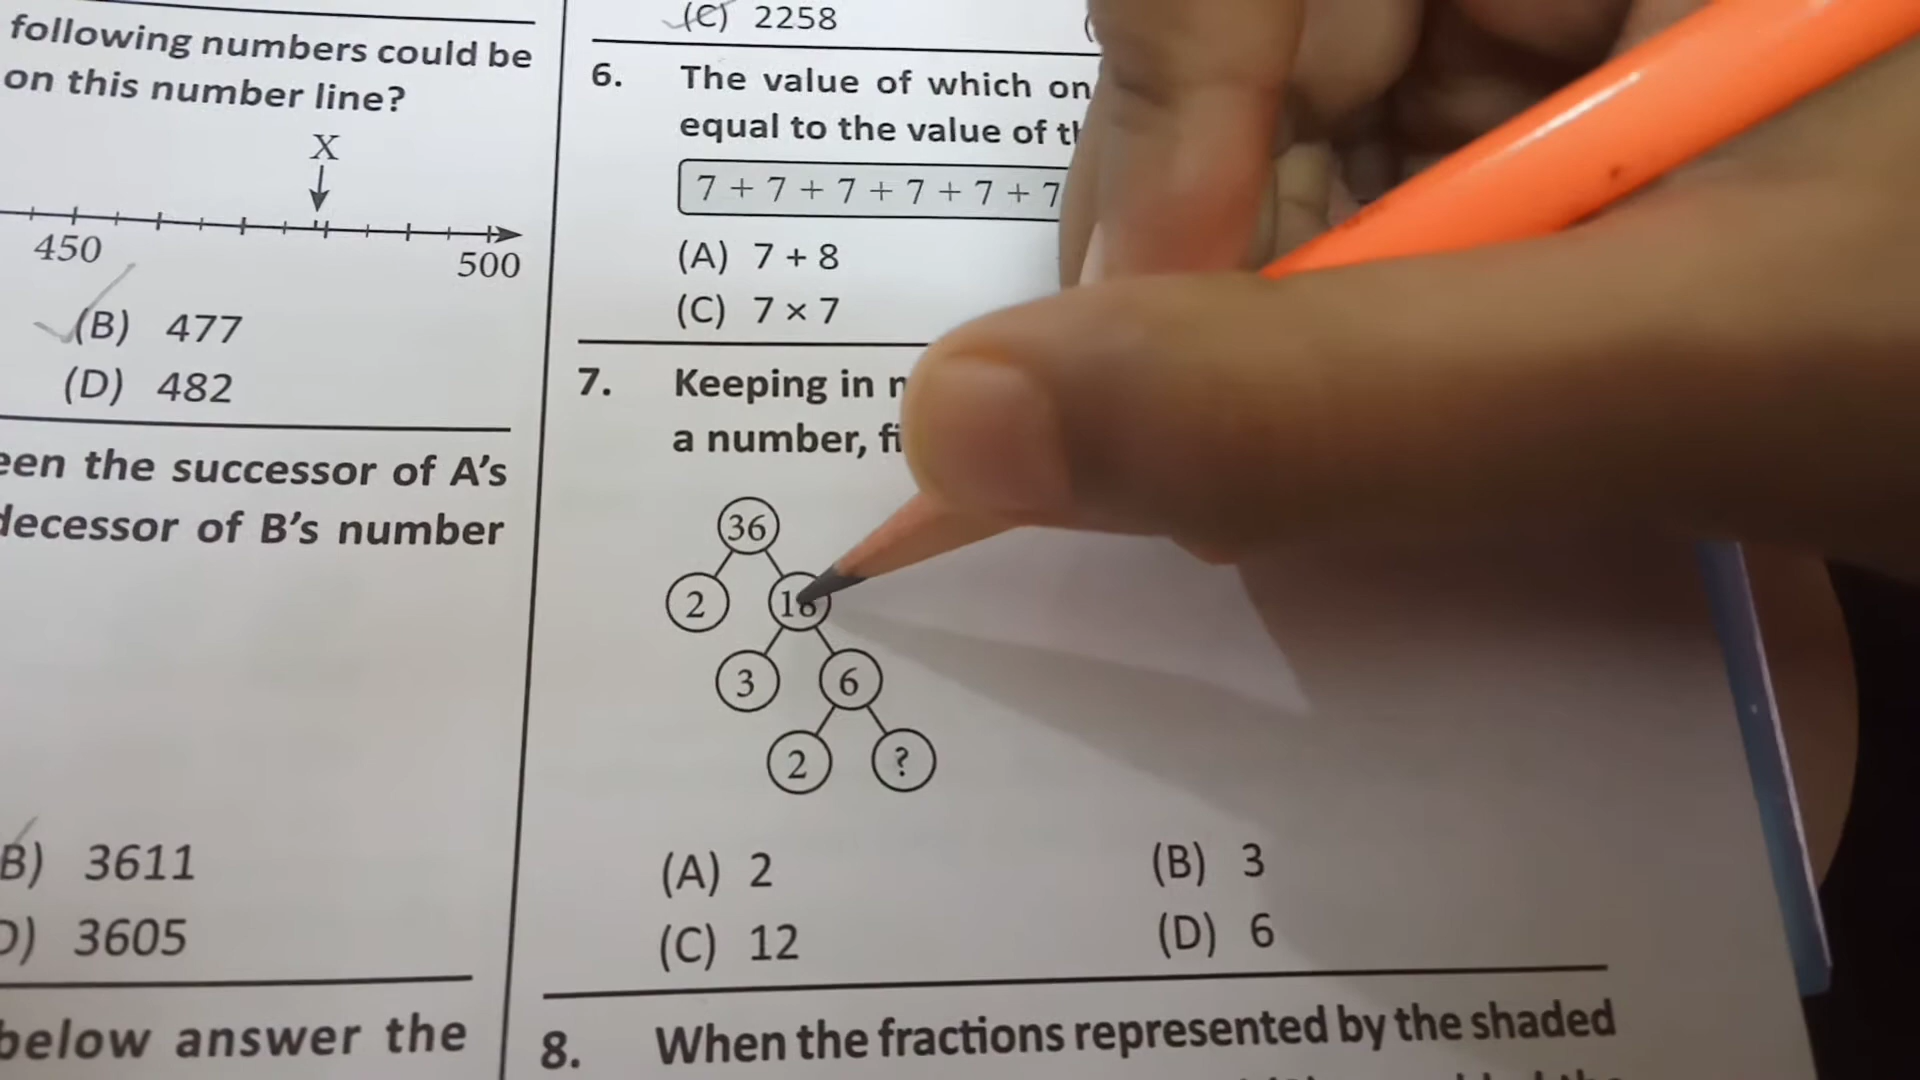 following numbers could be
on this number line?
X
450
500
(B) 477
(D) 482
een the successor of A's
decessor of B's number
B) 3611
D) 3605
below answer the
(C) 2258
6. The value of which
equal to the value of
7 + 7 + 7 + 7 + 7 + 7
(A) 7 + 8
(C) 7 × 7
7. Keeping in
a number,
36
2 18
3 6
2 ?
(A) 2 (B) 3
(C) 12 (D) 6
8. When the fractions represented by the shaded